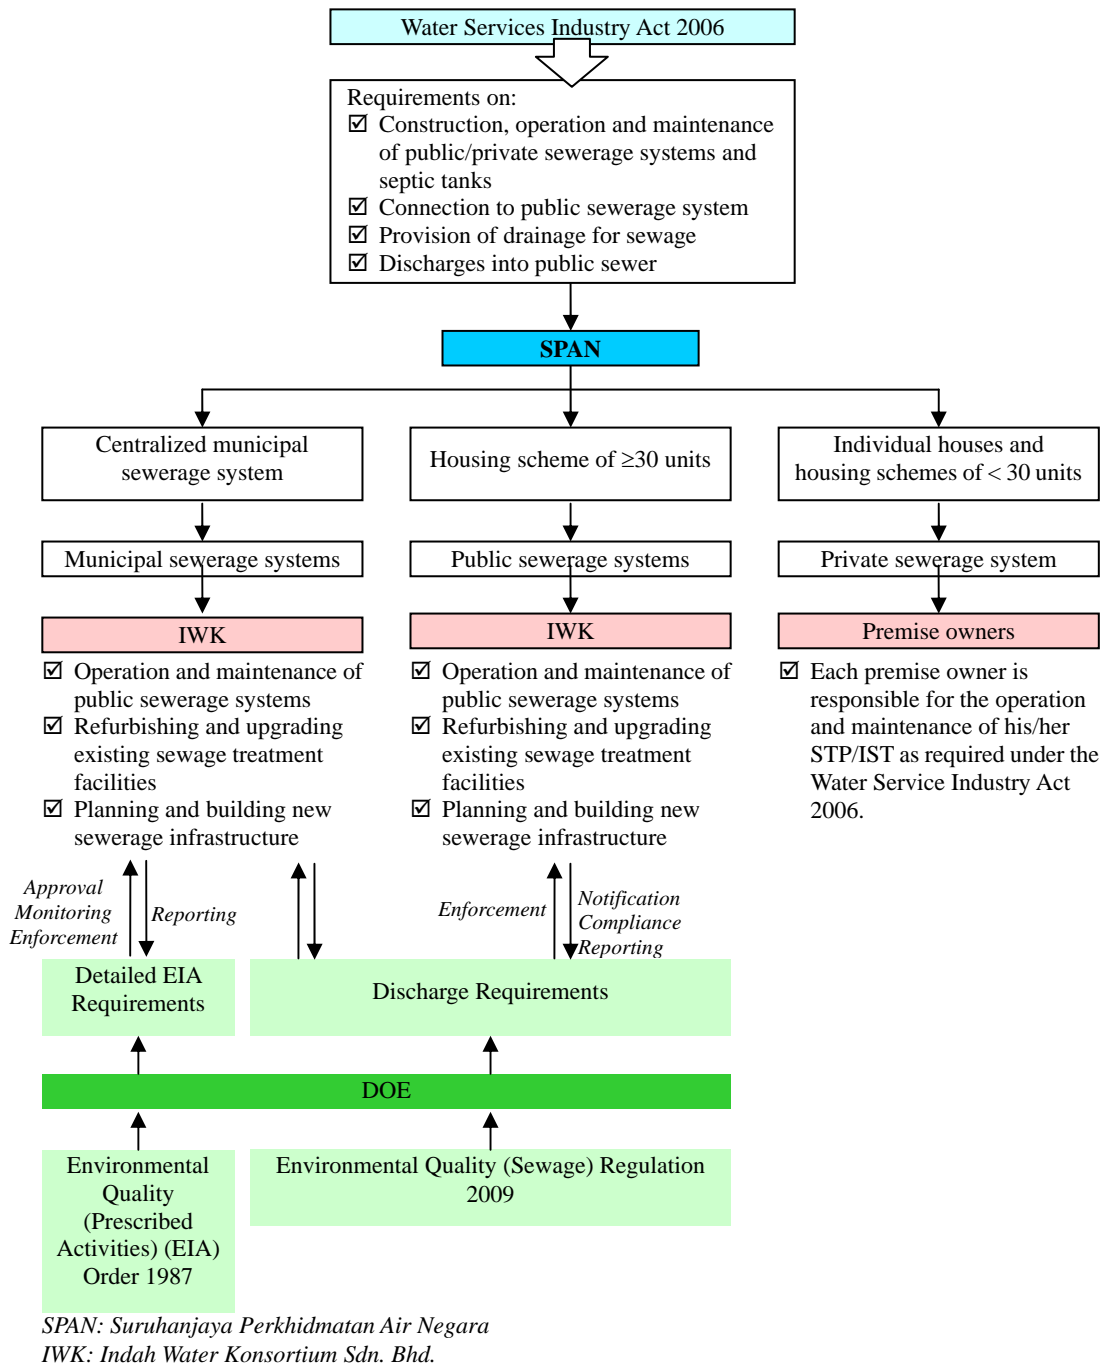 Water Services Industry Act 2006
Requirements on:
☑ Construction, operation and maintenance
of public/private sewerage systems and
septic tanks
☑ Connection to public sewerage system
☑ Provision of drainage for sewage
☑ Discharges into public sewer
SPAN
Centralized municipal
sewerage system
Housing scheme of ≥30 units
Individual houses and
housing schemes of < 30 units
Municipal sewerage systems
Public sewerage systems
Private sewerage system
IWK
IWK
Premise owners
☑ Operation and maintenance of
public sewerage systems
☑ Refurbishing and upgrading
existing sewage treatment
facilities
☑ Planning and building new
sewerage infrastructure
☑ Operation and maintenance of
public sewerage systems
☑ Refurbishing and upgrading
existing sewage treatment
facilities
☑ Planning and building new
sewerage infrastructure
☑ Each premise owner is
responsible for the operation
and maintenance of his/her
STP/IST as required under the
Water Service Industry Act
2006.
Approval
Monitoring
Enforcement
Reporting
Enforcement
Notification
Compliance
Reporting
Detailed EIA
Requirements
Discharge Requirements
DOE
Environmental
Quality
(Prescribed
Activities) (EIA)
Order 1987
Environmental Quality (Sewage) Regulation
2009
SPAN: Suruhanjaya Perkhidmatan Air Negara
IWK: Indah Water Konsortium Sdn. Bhd.